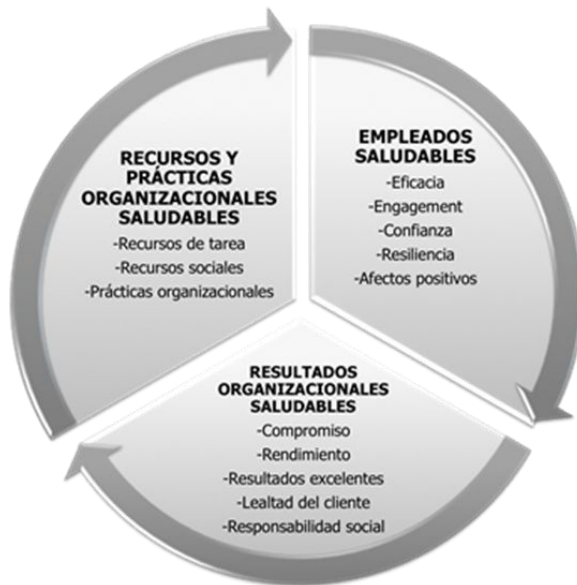 RECURSOS Y
PRÁCTICAS
ORGANIZACIONALES
SALUDABLES
-Recursos de tarea
-Recursos sociales
-Prácticas organizacionales
EMPLEADOS
SALUDABLES
-Eficacia
-Engagement
-Confianza
-Resiliencia
-Afectos positivos
RESULTADOS
ORGANIZACIONALES
SALUDABLES
-Compromiso
-Rendimiento
-Resultados excelentes
-Lealtad del cliente
-Responsabilidad social